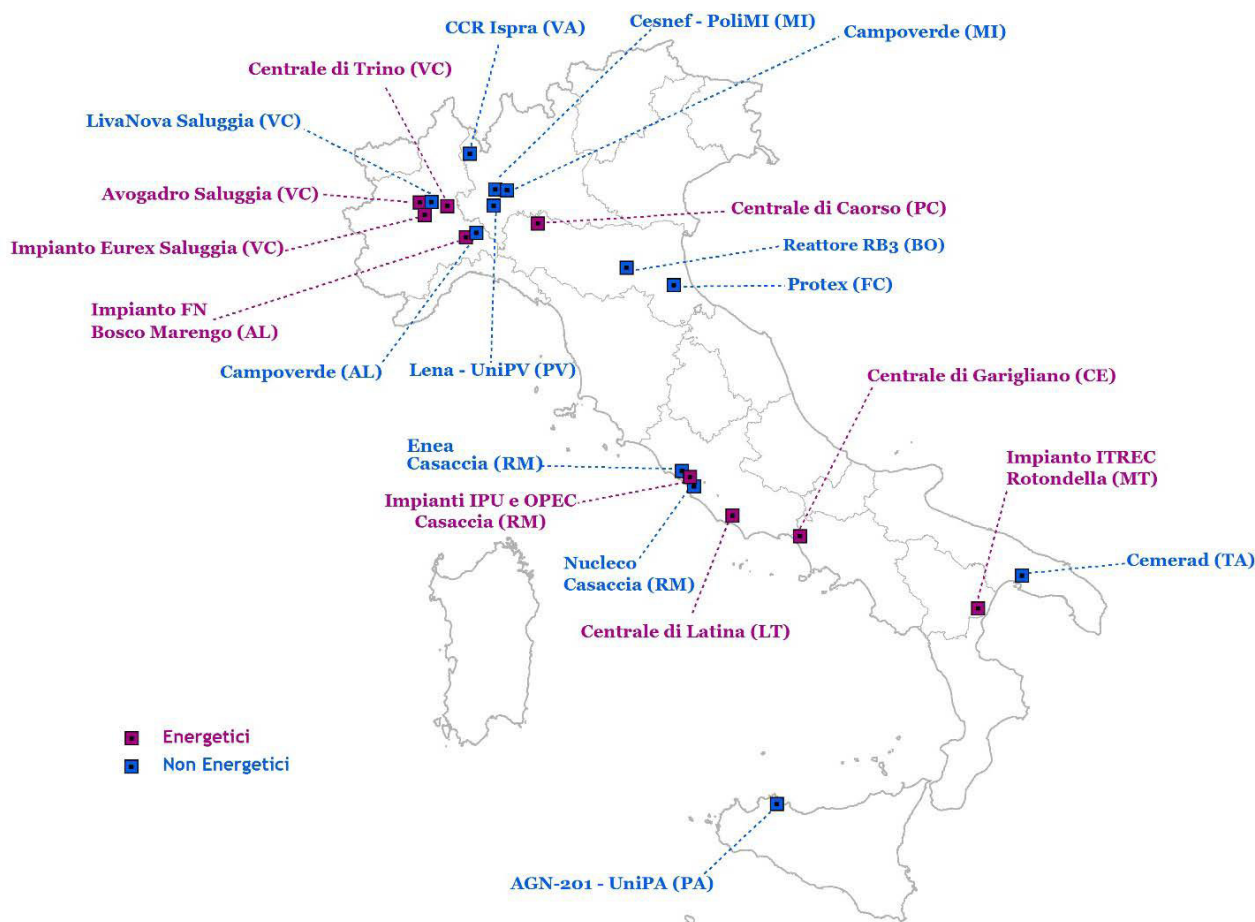 Cesnef - PoliMI (MI)
CCR Ispra (VA)
Campoverde (MI)
Centrale di Trino (VC)
LivaNova Saluggia (VC)
Avogadro Saluggia (VC)
Centrale di Caorso (PC)
Impianto Eurex Saluggia (VC)
Reattore RB3 (BO)
Protex (FC)
Impianto FN
Bosco Marengo (AL)
Campoverde (AL)
Lena - UniPV (PV)
Centrale di Garigliano (CE)
Enea
Casaccia (RM)
Impianto ITREC
Rotondella (MT)
Impianti IPU e OPEC
Casaccia (RM)
Nucleco
Casaccia (RM)
Cemerad (TA)
Centrale di Latina (LT)
Energetici
Non Energetici
AGN-201 - UniPA (PA)